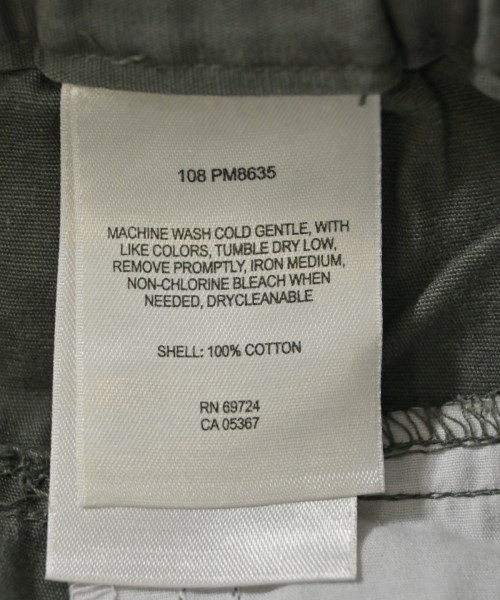 108 PM8635
MACHINE WASH COLD GENTLE, WITH
LIKE COLORS, TUMBLE DRY LOW,
REMOVE PROMPTLY, IRON MEDIUM,
NON-CHLORINE BLEACH WHEN
NEEDED, DRYCLEANABLE
SHELL: 100% COTTON
RN 69724
CA 05367